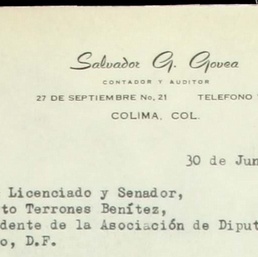 Salvador G. Govea
CONTADOR Y AUDITOR
27 DE SEPTIEMBRE No, 21 TELEFONO
COLIMA, COL.
30 de Jun
Licenciado y Senador,
to Terrones Benítez,
dente de la Asociación de Diput
o, D.F.